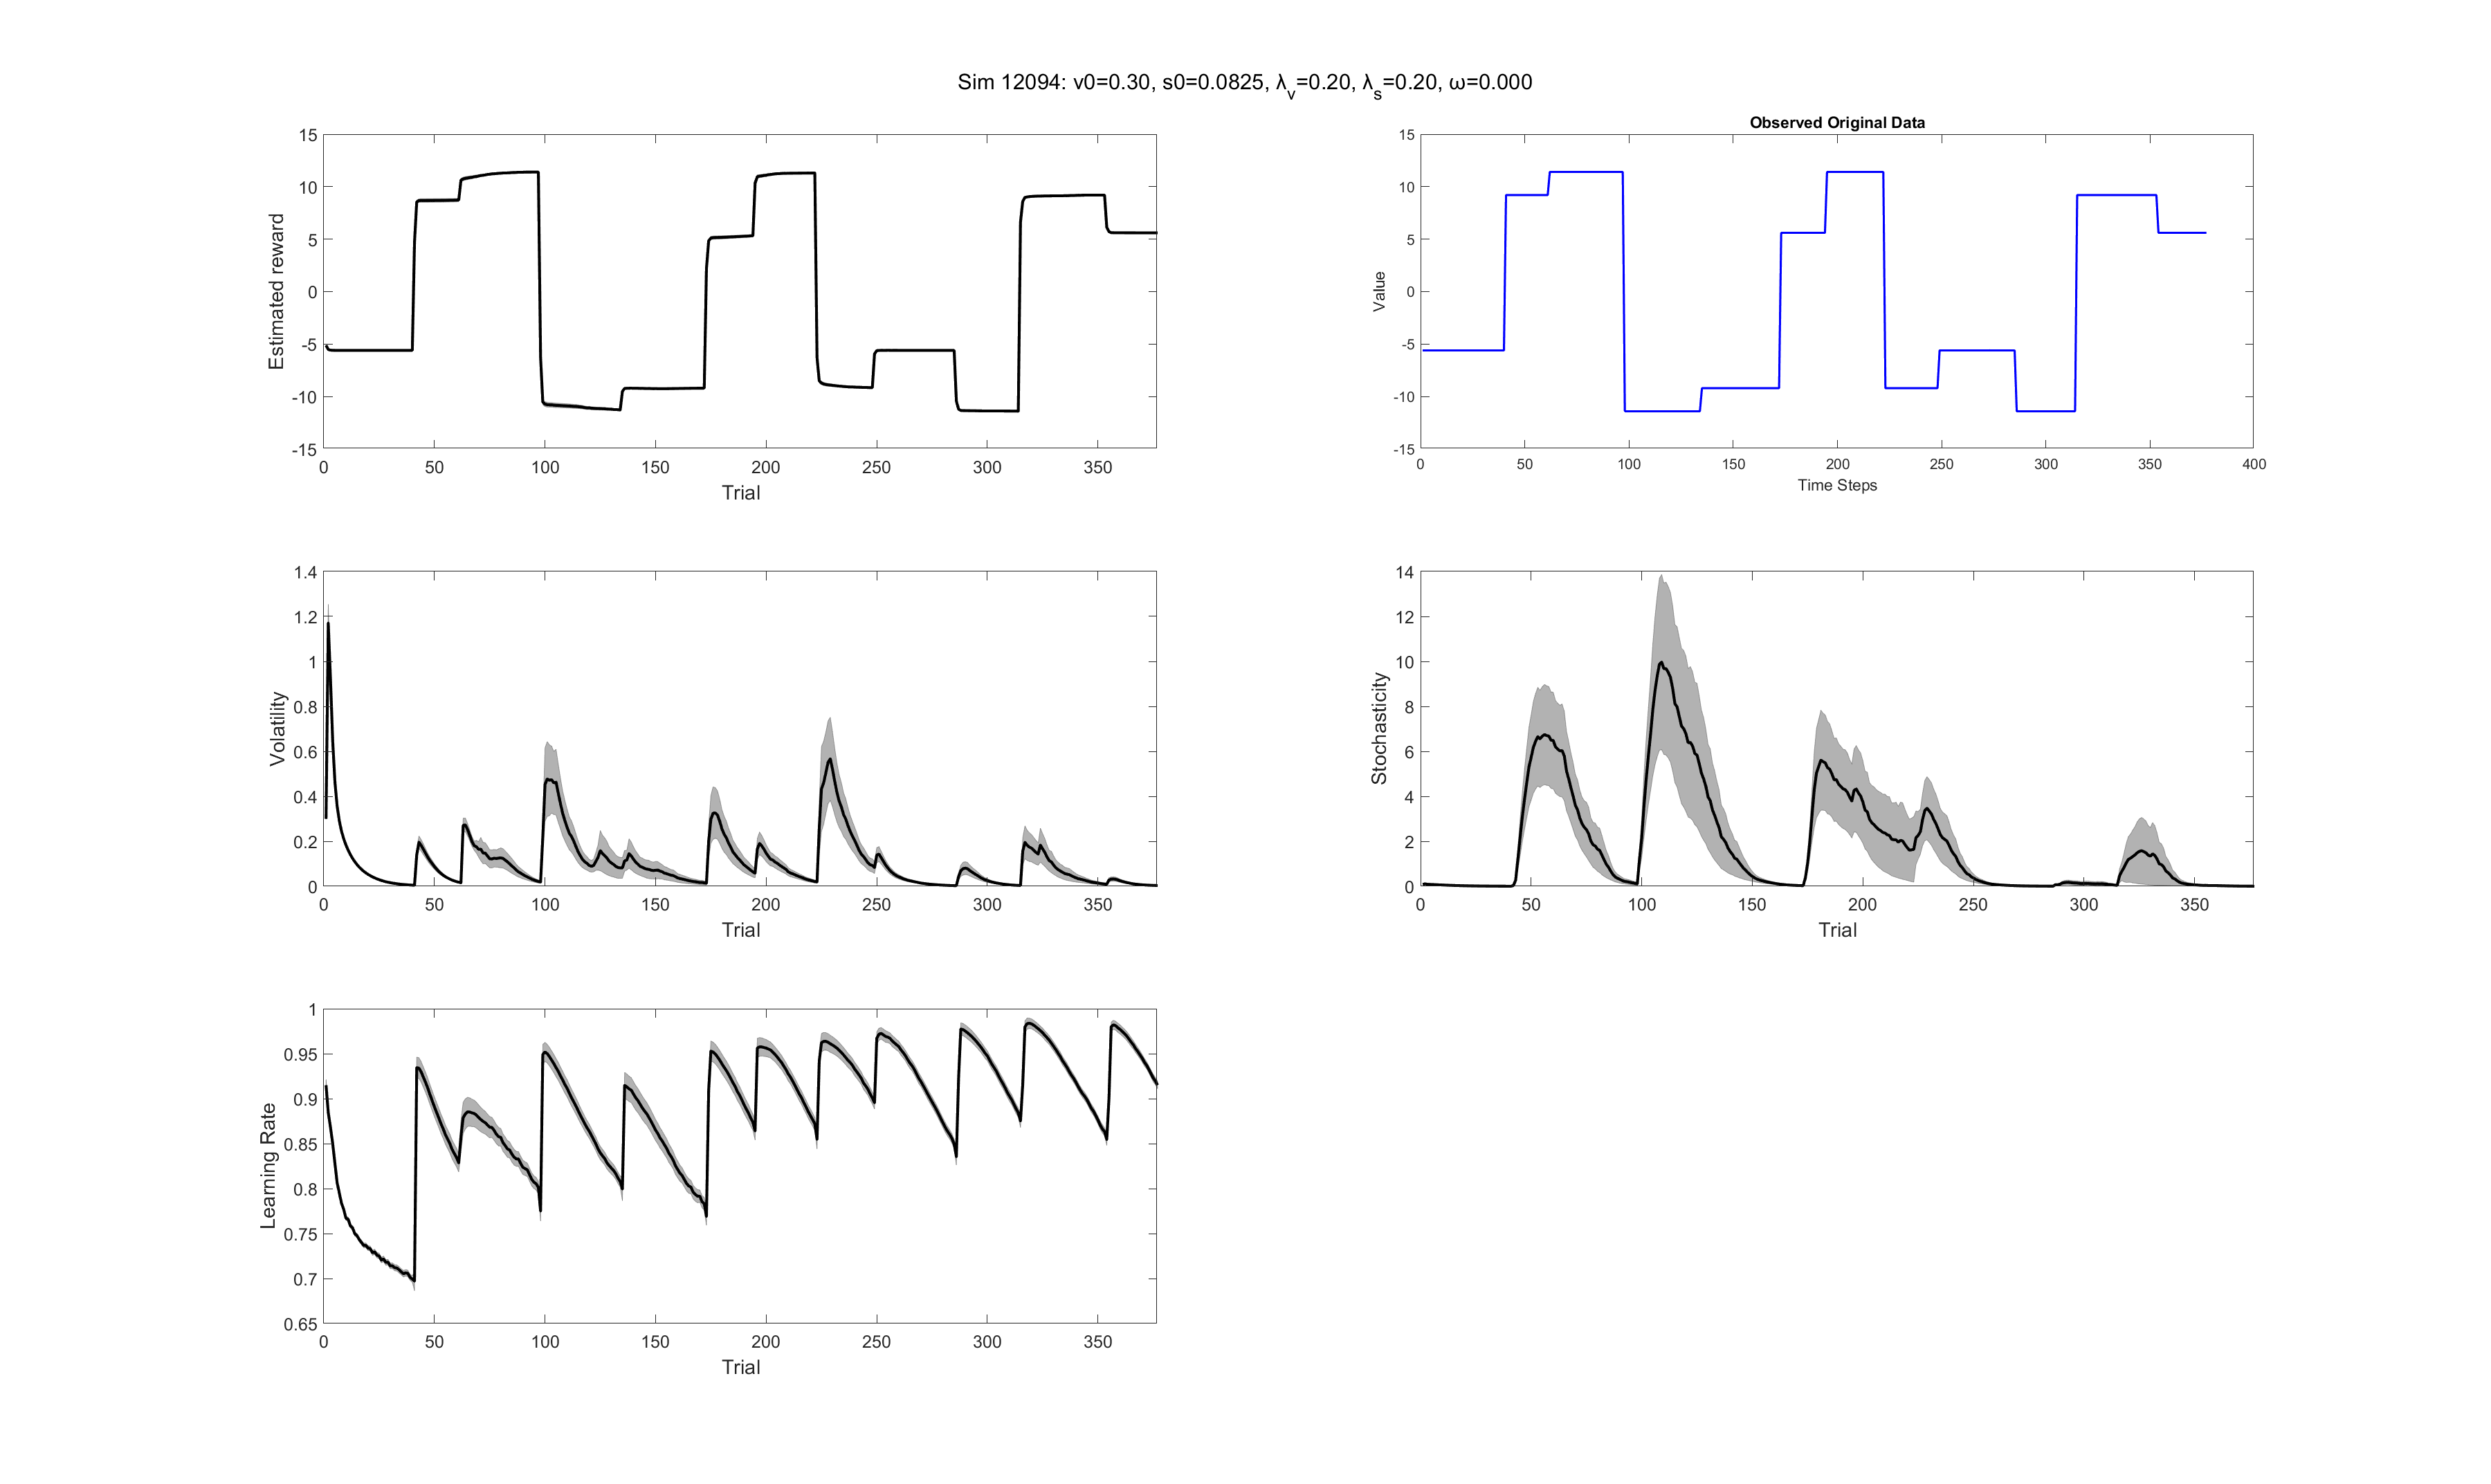 Sim 12094: v0=0.30, s0=0.0825, λv=0.20, λs=0.20, ω=0.000
Estimated reward
15
10
5
0
-5
-10
-15
0 50 100 150 200 250 300 350
Trial
Observed Original Data
Value
15
10
5
0
-5
-10
-15
0 50 100 150 200 250 300 350 400
Time Steps
Volatility
1.4
1.2
1
0.8
0.6
0.4
0.2
0
0 50 100 150 200 250 300 350
Trial
Stochasticity
14
12
10
8
6
4
2
0
0 50 100 150 200 250 300 350
Trial
Learning Rate
1
0.95
0.9
0.85
0.8
0.75
0.7
0.65
0 50 100 150 200 250 300 350
Trial